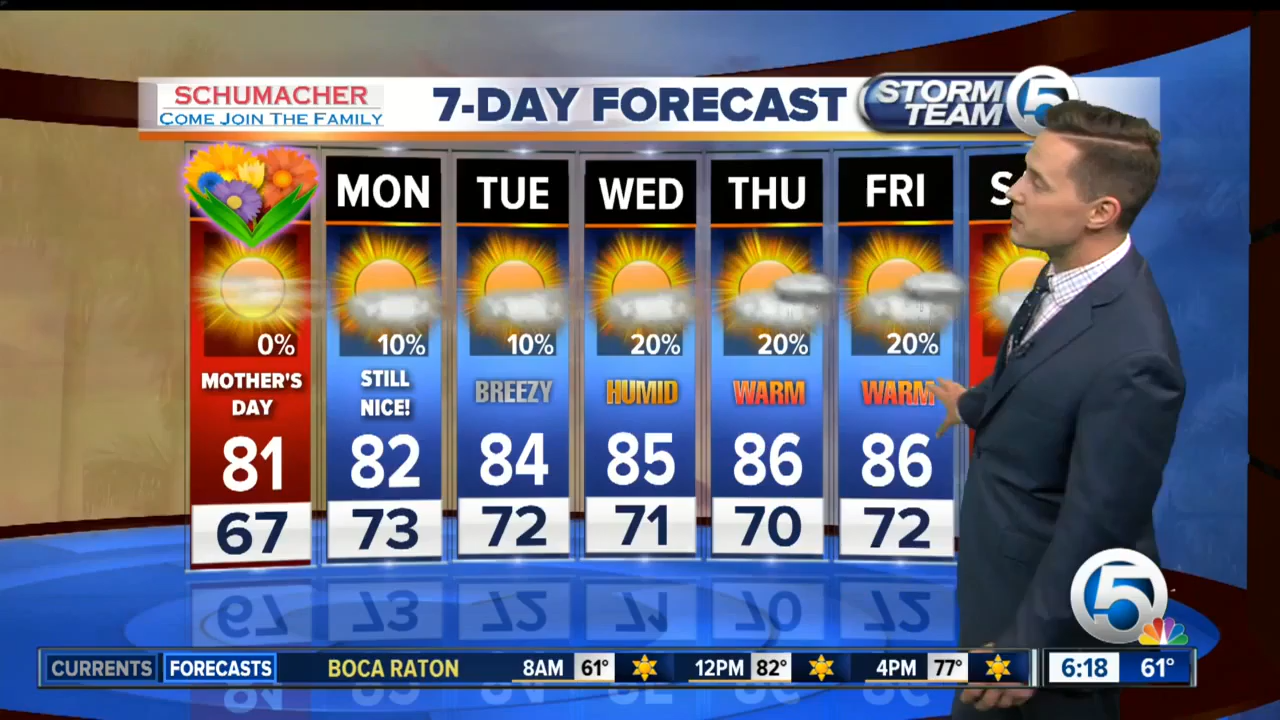 SCHUMACHER
COME JOIN THE FAMILY
7-DAY FORECAST
STORM TEAM 5
MON TUE WED THU FRI S
0% 10% 10% 20% 20% 20%
MOTHER'S DAY
STILL NICE!
BREEZY
HUMID
WARM
WARM
81 82 84 85 86 86
67 73 72 71 70 72
5
CURRENTS FORECASTS BOCA RATON 8AM 61° 12PM 82° 4PM 77° 6:18 61°